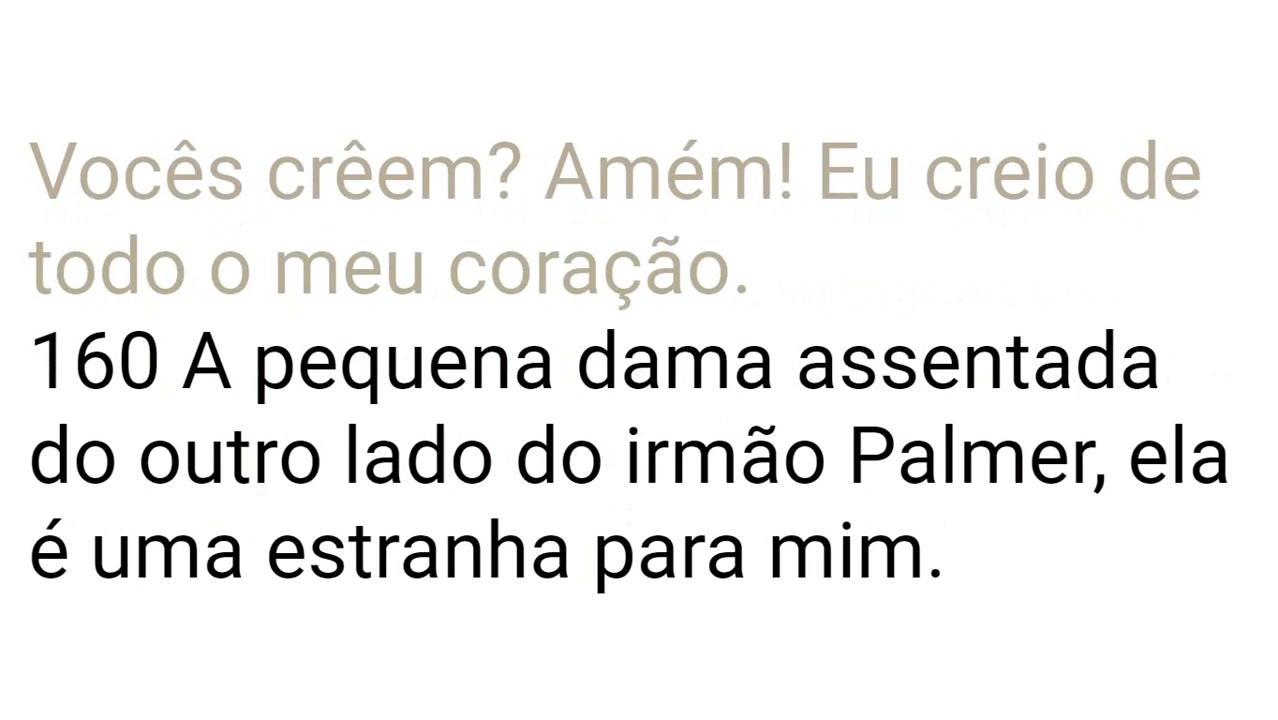 Vocês crêem? Amém! Eu creio de
todo o meu coração.
160 A pequena dama assentada
do outro lado do irmão Palmer, ela
é uma estranha para mim.